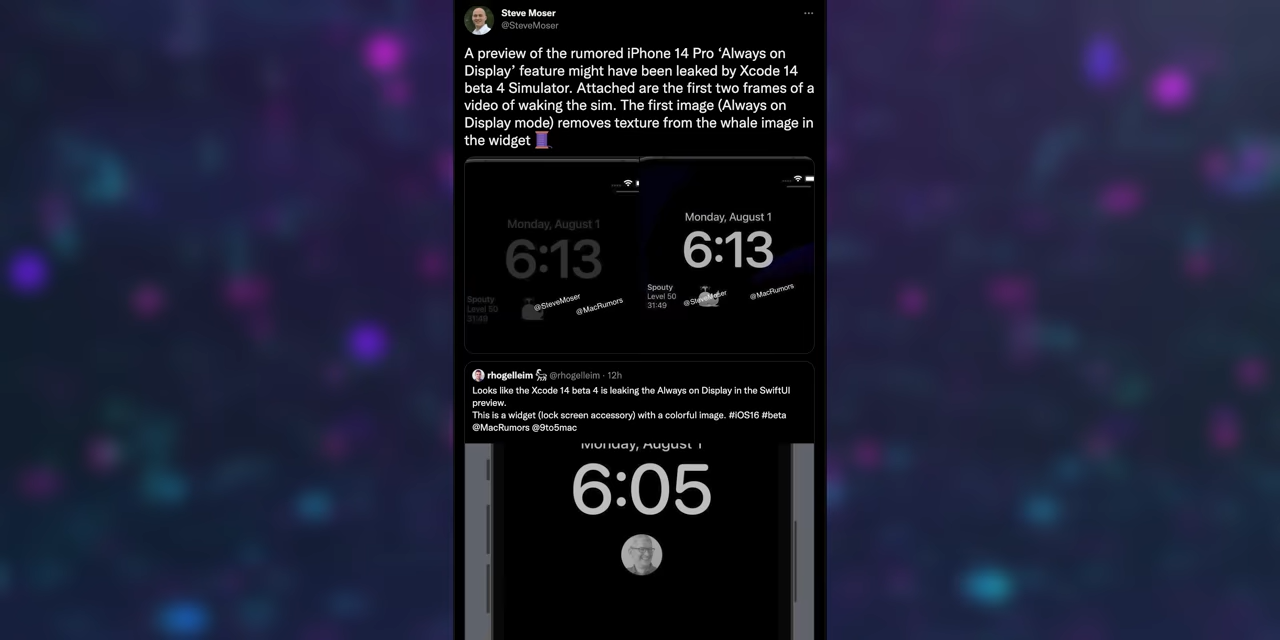 Steve Moser
@SteveMoser
A preview of the rumored iPhone 14 Pro ‘Always on
Display’ feature might have been leaked by Xcode 14
beta 4 Simulator. Attached are the first two frames of a
video of waking the sim. The first image (Always on
Display mode) removes texture from the whale image in
the widget
Monday, August 1
6:13
Spouty
Level 50
31:49
@SteveMoser
@MacRumors
Monday, August 1
6:13
Spouty
Level 50
31:49
@SteveMoser
@MacRumors
rhogelleim @rhogelleim · 12h
Looks like the Xcode 14 beta 4 is leaking the Always on Display in the SwiftUI
preview.
This is a widget (lock screen accessory) with a colorful image. #iOS16 #beta
@MacRumors @9to5mac
Monday, August 1
6:05